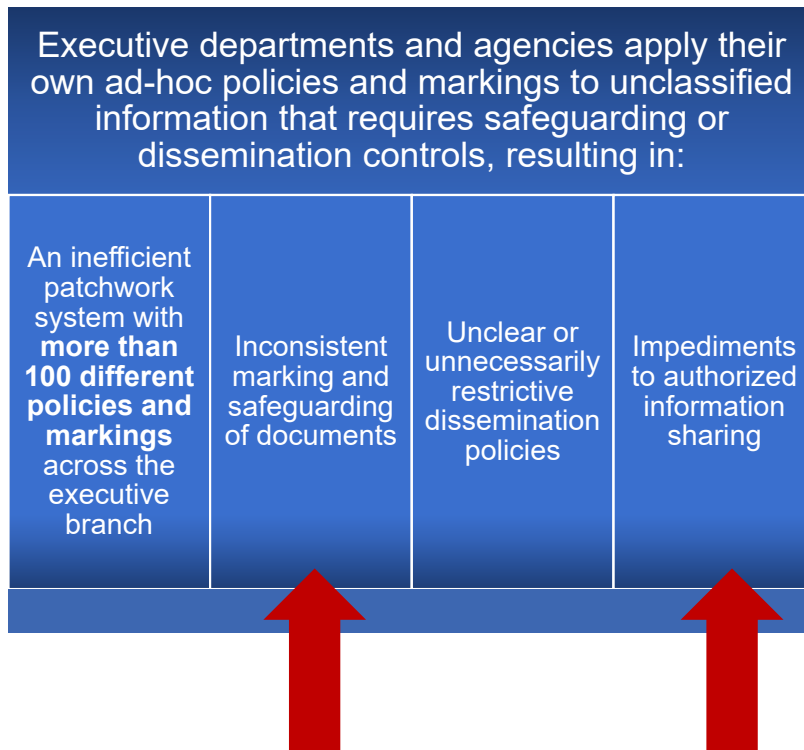 Executive departments and agencies apply their
own ad-hoc policies and markings to unclassified
information that requires safeguarding or
dissemination controls, resulting in:
An inefficient
patchwork
system with
more than
100 different
policies and
markings
across the
executive
branch
Inconsistent
marking and
safeguarding
of documents
Unclear or
unnecessarily
restrictive
dissemination
policies
Impediments
to authorized
information
sharing